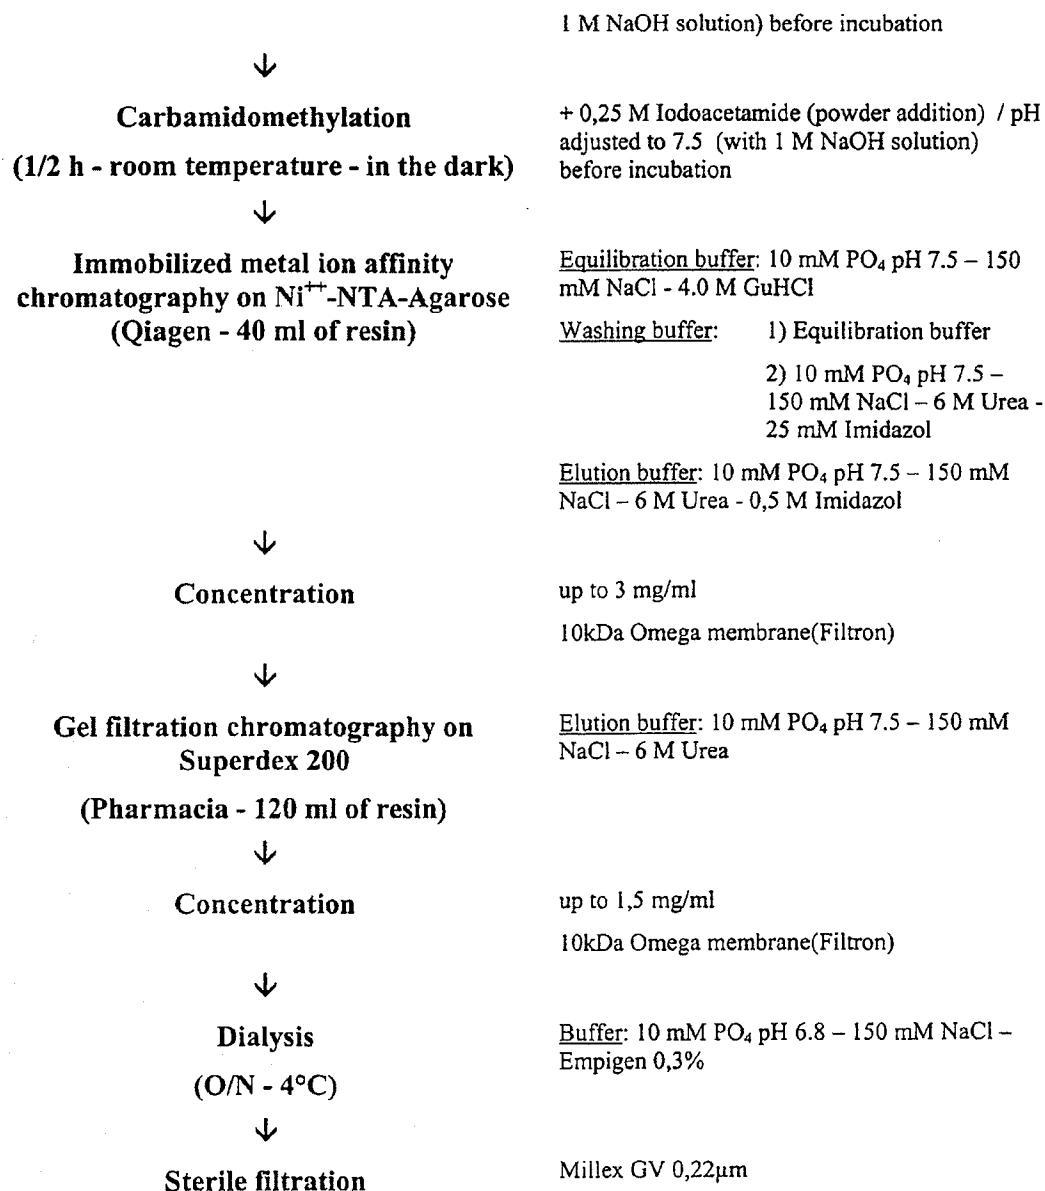 1 M NaOH solution) before incubation
↓
Carbamidomethylation
(1/2 h - room temperature - in the dark)
+ 0,25 M Iodoacetamide (powder addition) / pH
adjusted to 7.5 (with 1 M NaOH solution)
before incubation
↓
Immobilized metal ion affinity
chromatography on Ni⁺⁺-NTA-Agarose
(Qiagen - 40 ml of resin)
Equilibration buffer: 10 mM PO₄ pH 7.5 – 150
mM NaCl - 4.0 M GuHCl
Washing buffer: 1) Equilibration buffer
2) 10 mM PO₄ pH 7.5 –
150 mM NaCl – 6 M Urea -
25 mM Imidazol
Elution buffer: 10 mM PO₄ pH 7.5 – 150 mM
NaCl – 6 M Urea - 0,5 M Imidazol
↓
Concentration
up to 3 mg/ml
10kDa Omega membrane(Filtron)
↓
Gel filtration chromatography on
Superdex 200
(Pharmacia - 120 ml of resin)
Elution buffer: 10 mM PO₄ pH 7.5 – 150 mM
NaCl – 6 M Urea
↓
Concentration
up to 1,5 mg/ml
10kDa Omega membrane(Filtron)
↓
Dialysis
(O/N - 4°C)
Buffer: 10 mM PO₄ pH 6.8 – 150 mM NaCl –
Empigen 0,3%
↓
Sterile filtration
Millex GV 0,22µm